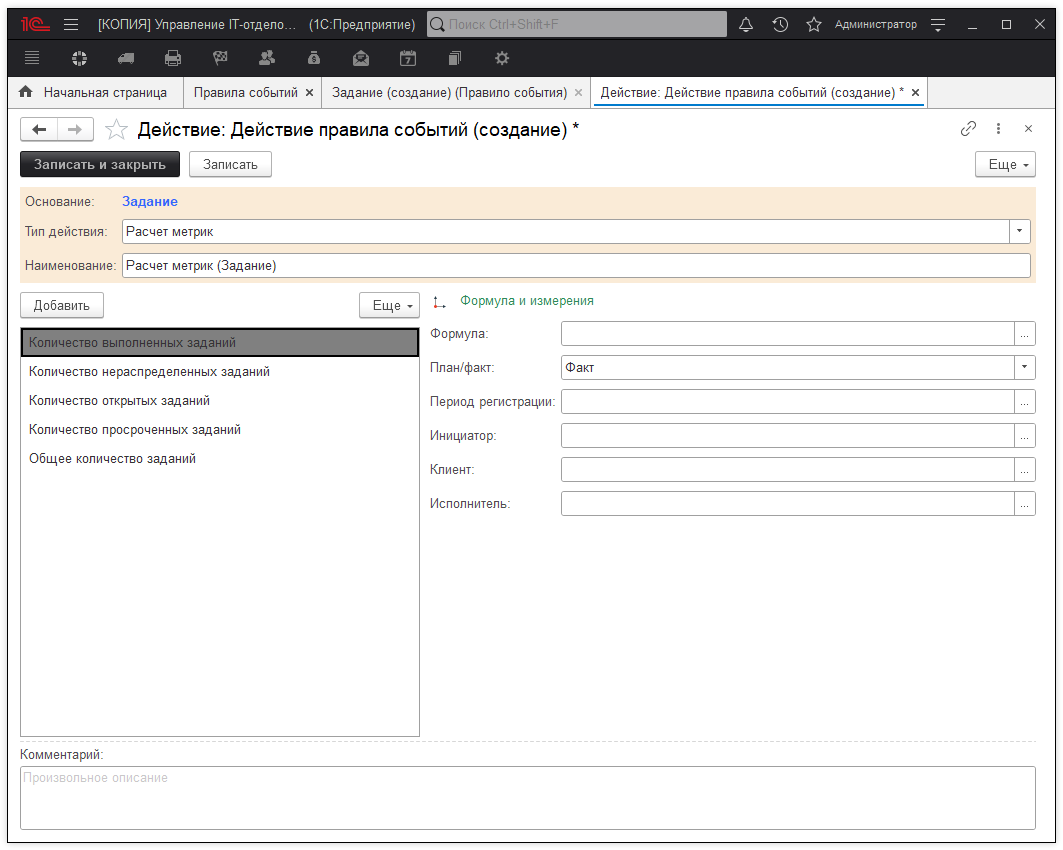 1С [КОПИЯ] Управление IT-отдело... (1С:Предприятие) Поиск Ctrl+Shift+F Администратор
7
Начальная страница Правила событий × Задание (создание) (Правило события) × Действие: Действие правила событий (создание) * ×
Действие: Действие правила событий (создание) *
Записать и закрыть Записать Еще
Основание: Задание
Тип действия: Расчет метрик
Наименование: Расчет метрик (Задание)
Добавить Еще Формула и измерения
Количество выполненных заданий
Количество нераспределенных заданий
Количество открытых заданий
Количество просроченных заданий
Общее количество заданий
Формула: ...
План/факт: Факт
Период регистрации: ...
Инициатор: ...
Клиент: ...
Исполнитель: ...
Комментарий:
Произвольное описание